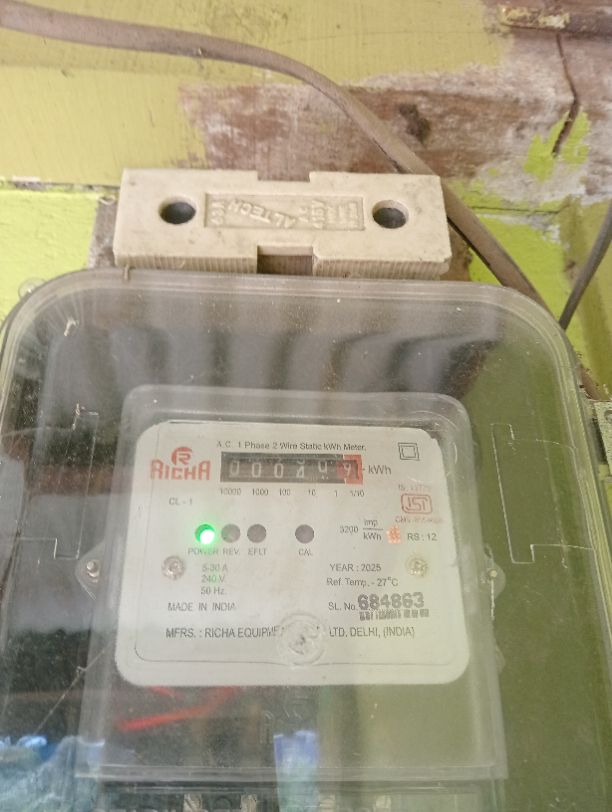 ALTECH
A.C. 1 Phase 2 Wire Static kWh Meter.
RICHA
kWh
10000 1000 100 10 1 1/10
CL - 1
ISI
3200 Imp/kWh
RS : 12
POWER REV. EFLT CAL
5-30 A
240 V
50 Hz.
YEAR : 2025
Ref. Temp. - 27°C
MADE IN INDIA
SL. No. 684863
MFRS. : RICHA LTD. DELHI, (INDIA)